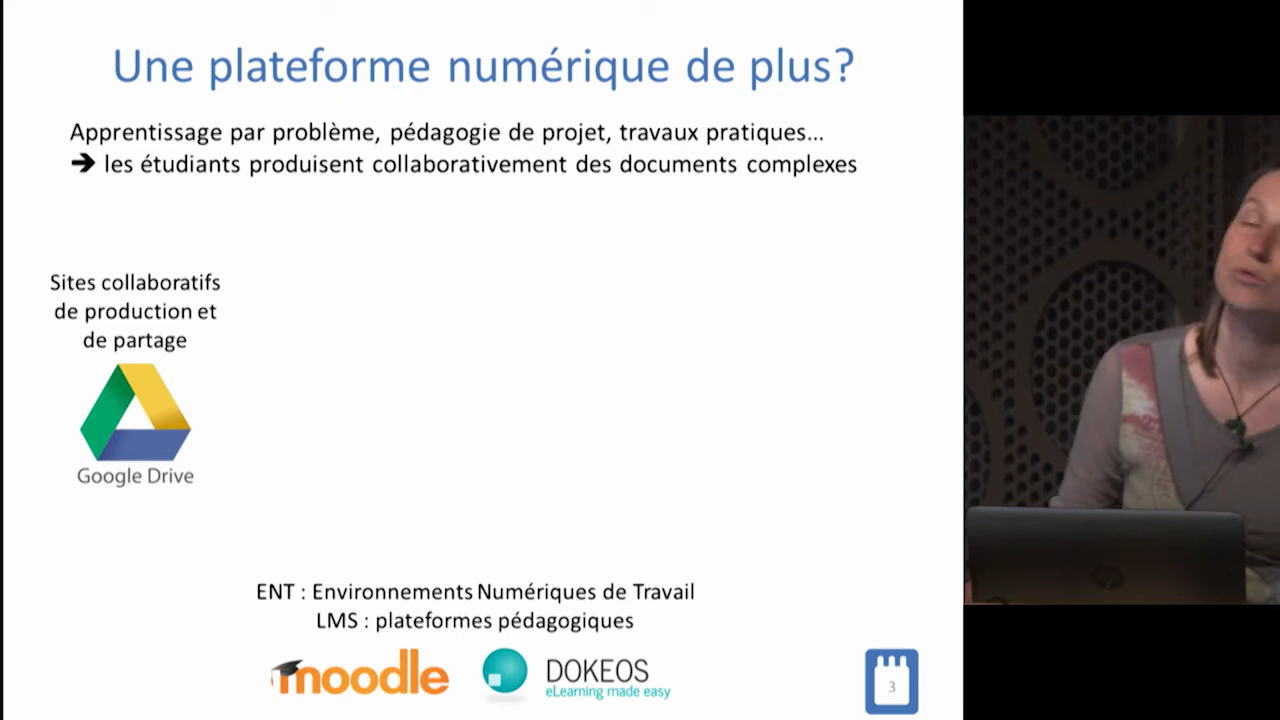 Une plateforme numérique de plus?
Apprentissage par problème, pédagogie de projet, travaux pratiques...
➔ les étudiants produisent collaborativement des documents complexes
Sites collaboratifs
de production et
de partage
Google Drive
ENT : Environnements Numériques de Travail
LMS : plateformes pédagogiques
moodle
DOKEOS
eLearning made easy
3
hp